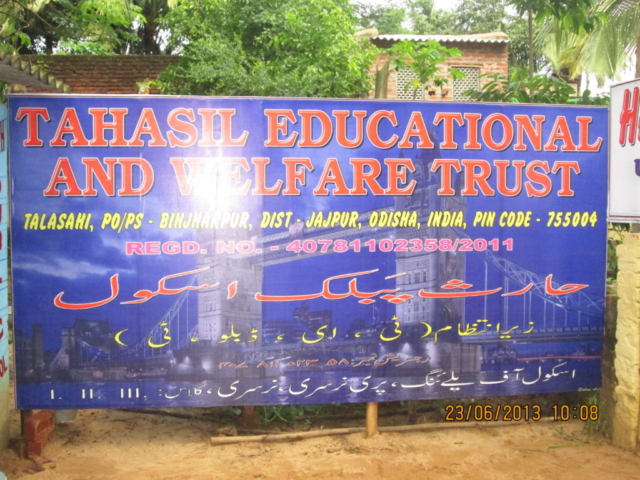 TAHASIL EDUCATIONAL
AND WELFARE TRUST
TALASAHI, PO/PS - BINJHARPUR, DIST - JAJPUR, ODISHA, INDIA, PIN CODE - 755004
REGD. NO. - 40781102358/2011
حارث پبلک اسکول
زیر انتظام ( ٹی ، ای ، ڈبلو ، ٹی )
اسکول آف پلے ئنگ ، پری نرسری ، نرسری ، کلاس : .I. II. III
23/06/2013 10:08